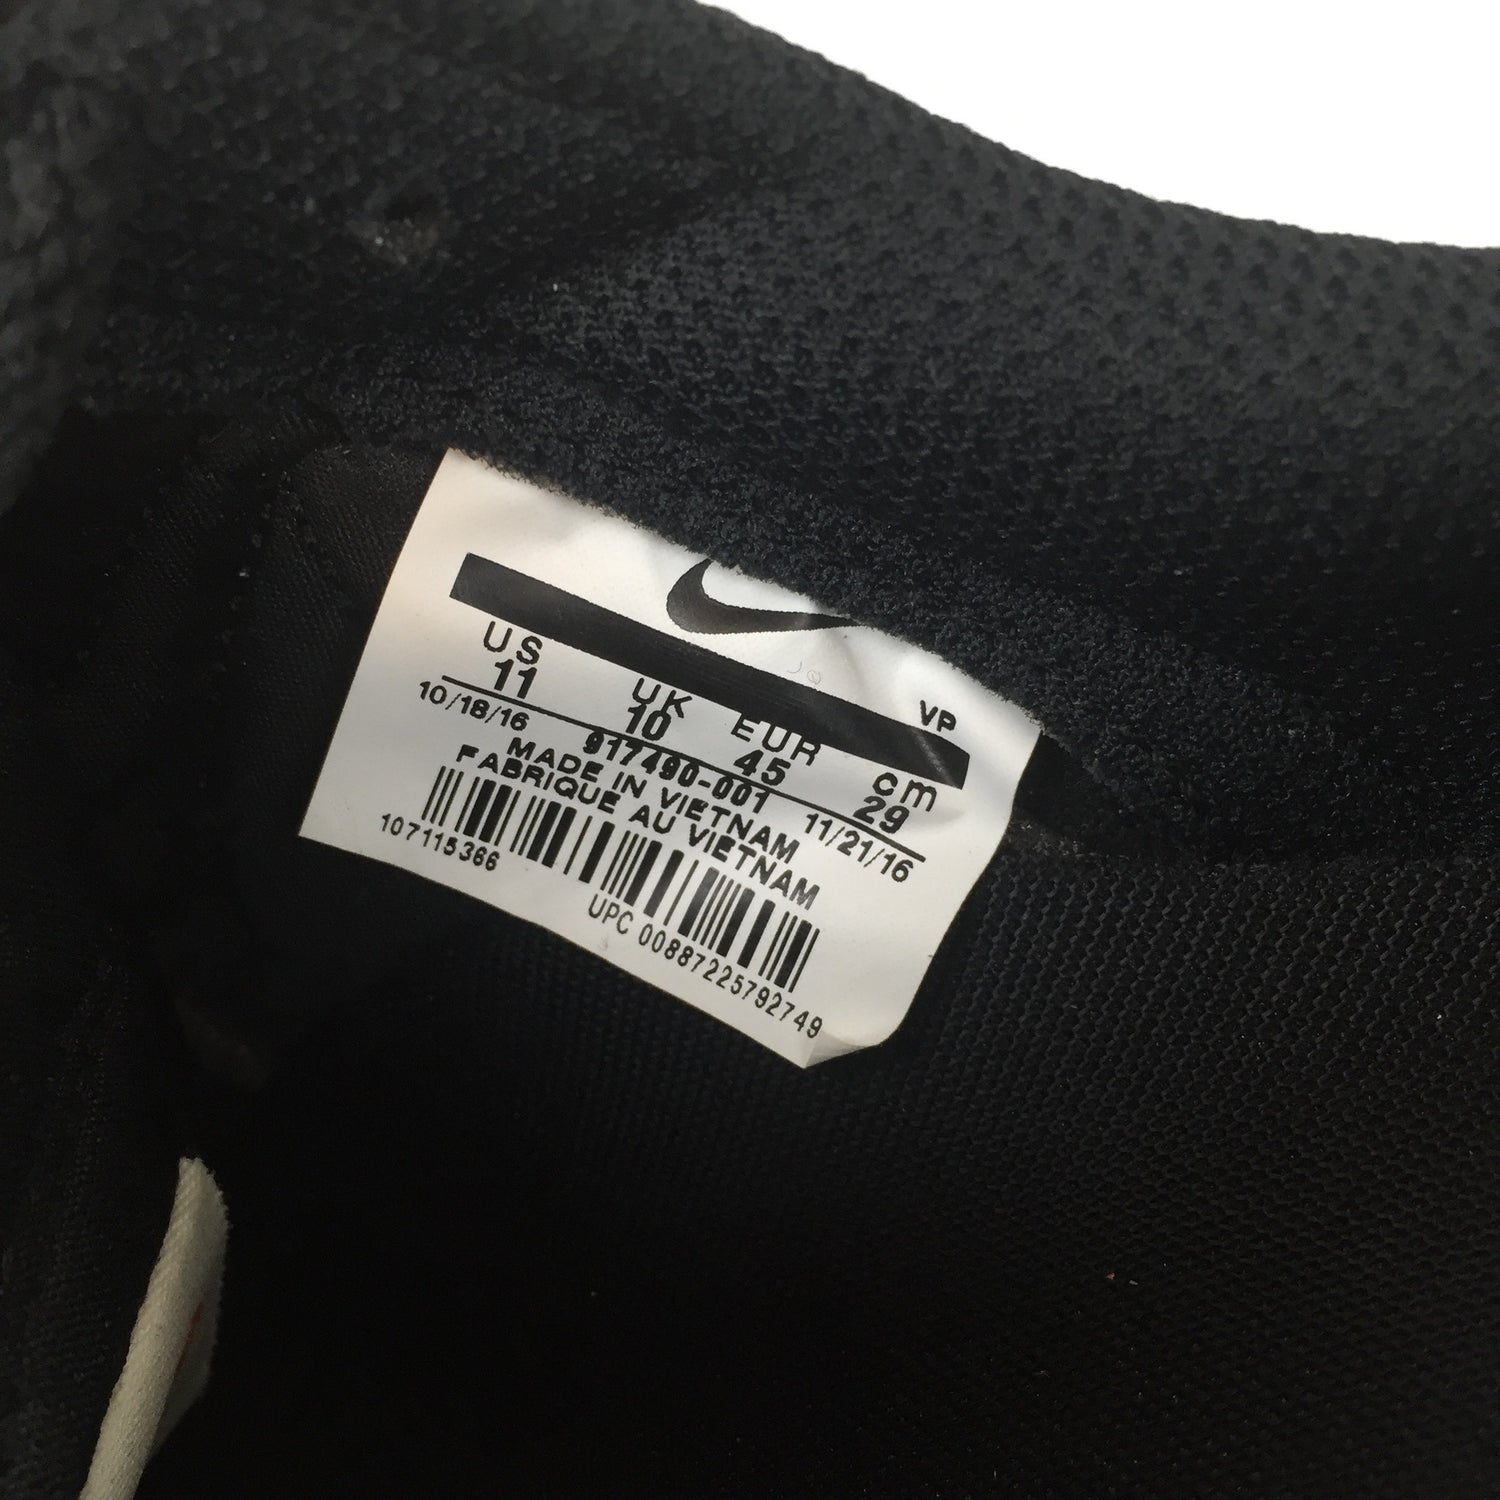 VP
US UK EUR cm
11 10 45 29
10/18/16 917490-001 11/21/16
MADE IN VIETNAM
FABRIQUE AU VIETNAM
107115366
UPC 00887225792749